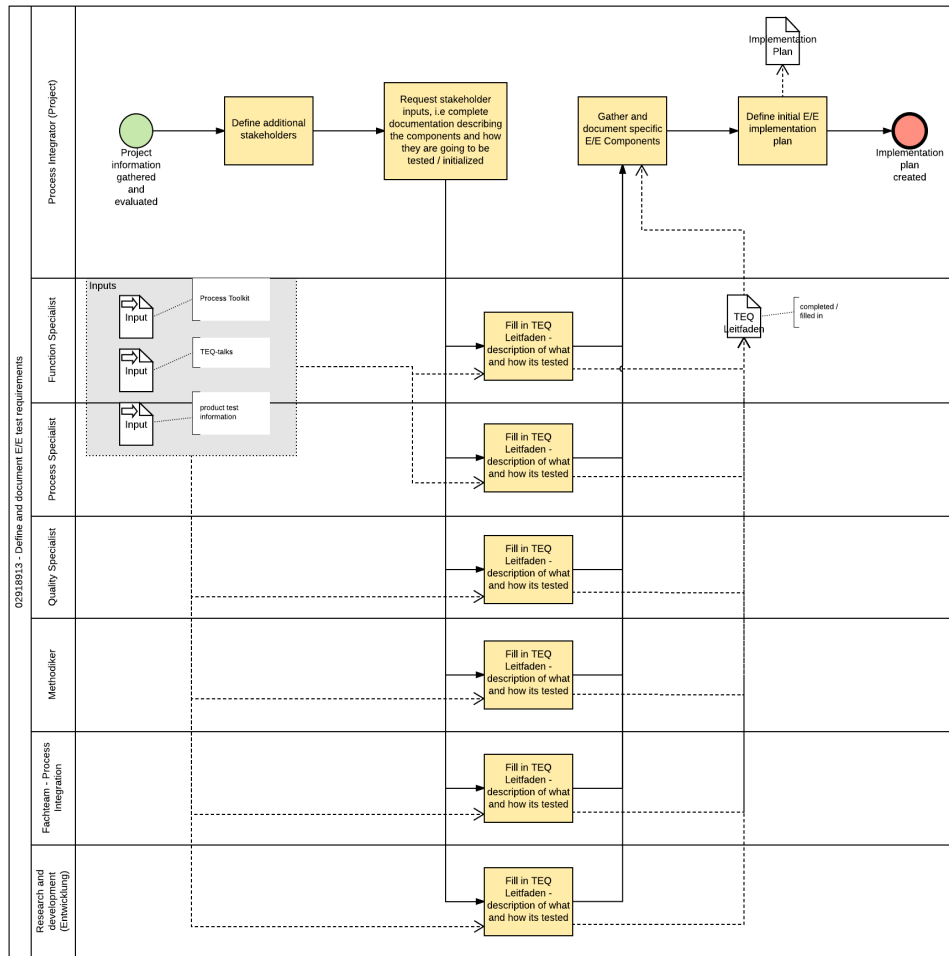 02918913 - Define and document E/E test requirements
Process Integrator (Project)
Project
information
gathered
and
evaluated
Define additional
stakeholders
Request stakeholder
inputs, i.e complete
documentation describing
the components and how
they are going to be
tested / initialized
Gather and
document specific
E/E Components
Define initial E/E
implementation
plan
Implementation
Plan
Implementation
plan
created
Function Specialist
Inputs
Input
Process Toolkit
Input
TEQ-talks
Input
product test
information
Fill in TEQ
Leitfaden -
description of what
and how its tested
TEQ
Leitfaden
completed /
filled in
Process Specialist
Fill in TEQ
Leitfaden -
description of what
and how its tested
Quality Specialist
Fill in TEQ
Leitfaden -
description of what
and how its tested
Methodiker
Fill in TEQ
Leitfaden -
description of what
and how its tested
Fachteam - Process
Integration
Fill in TEQ
Leitfaden -
description of what
and how its tested
Research and
development
(Entwicklung)
Fill in TEQ
Leitfaden -
description of what
and how its tested